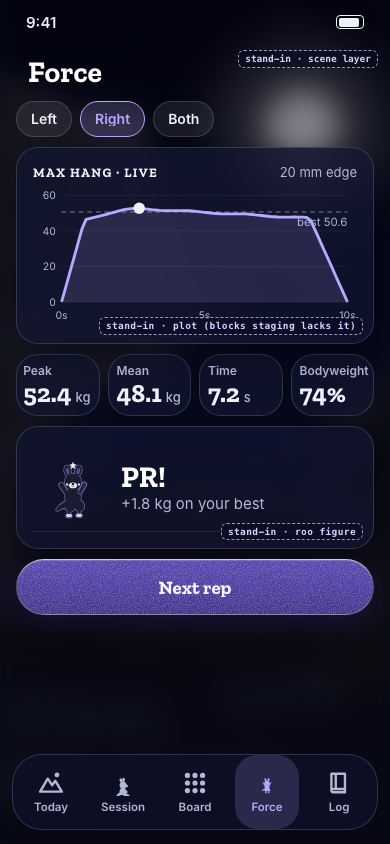 9:41
stand-in · scene layer
Force
Left Right Both
MAX HANG · LIVE 20 mm edge
60
best 50.6
40
20
0
0s 5s 10s
stand-in · plot (blocks staging lacks it)
Peak Mean Time Bodyweight
52.4 kg 48.1 kg 7.2 s 74%
PR!
+1.8 kg on your best
stand-in · roo figure
Next rep
Today Session Board Force Log